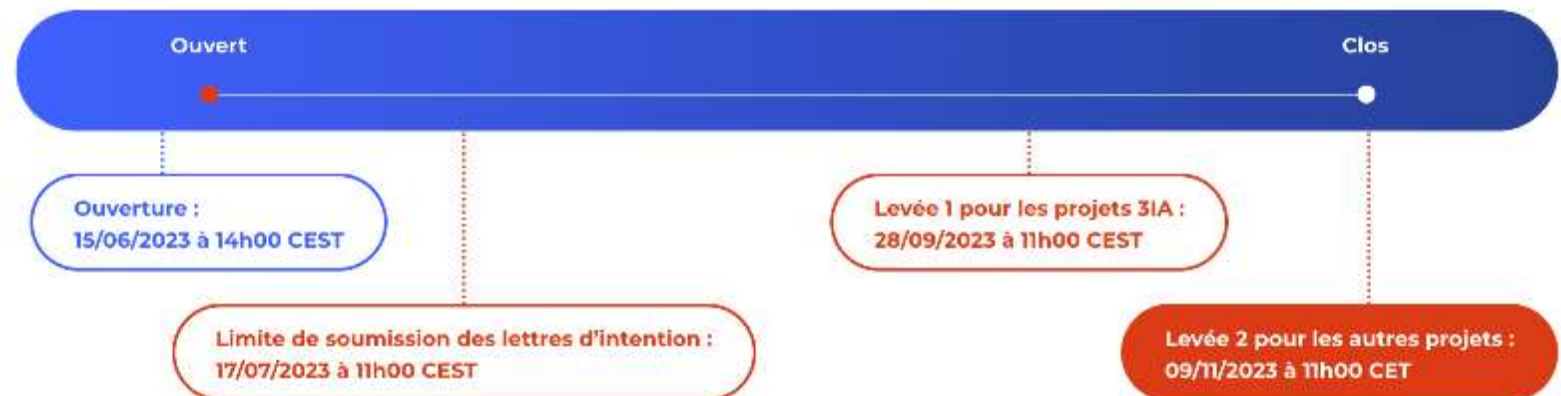 Ouvert
Clos
Ouverture :
15/06/2023 à 14h00 CEST
Levée 1 pour les projets 3IA :
28/09/2023 à 11h00 CEST
Limite de soumission des lettres d'intention :
17/07/2023 à 11h00 CEST
Levée 2 pour les autres projets :
09/11/2023 à 11h00 CET